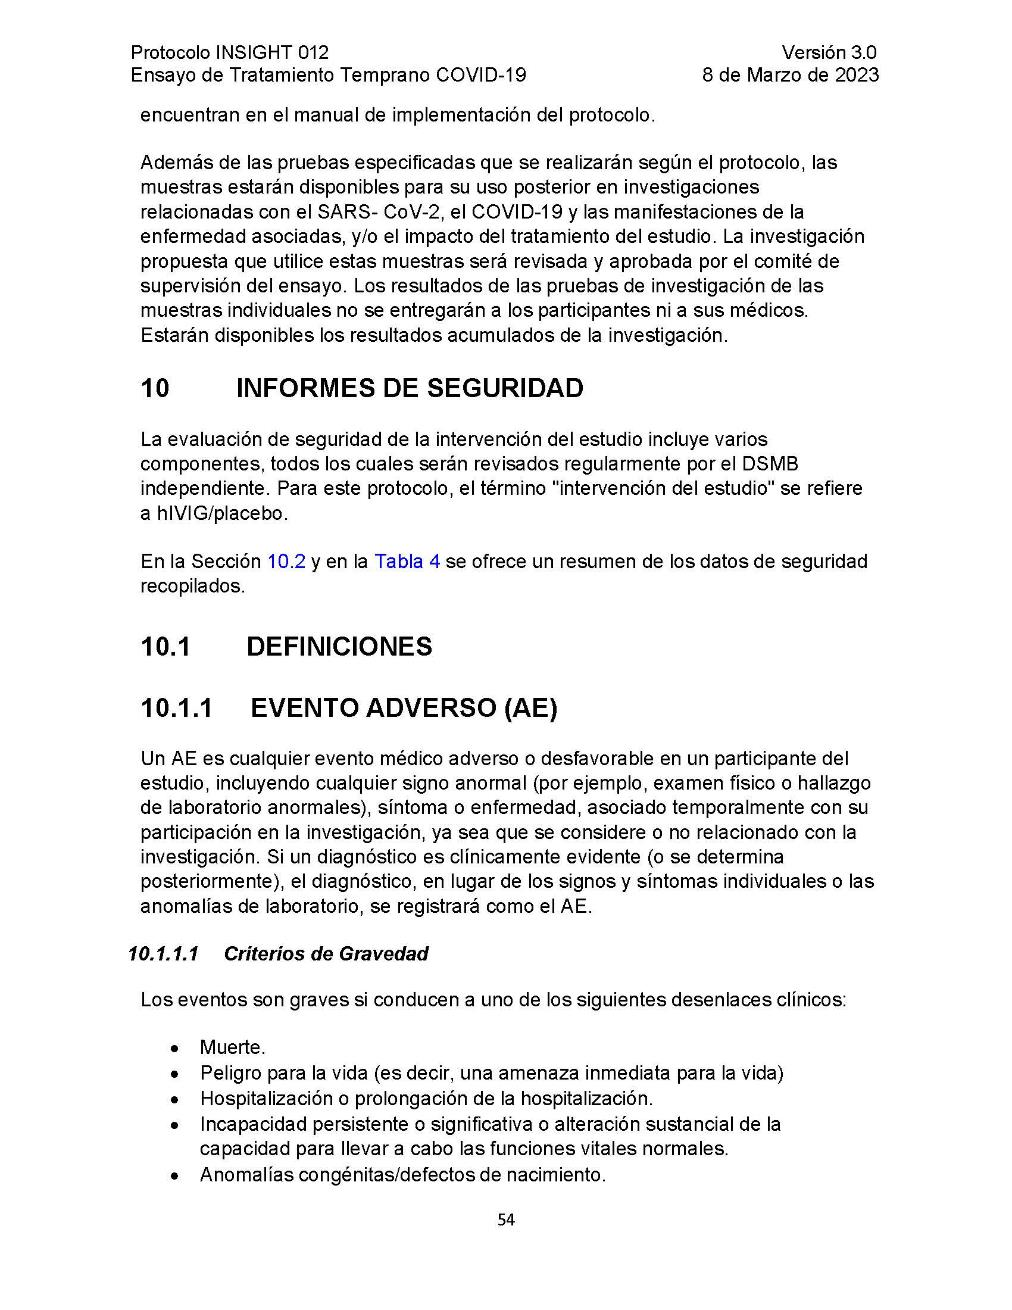 Protocolo INSIGHT 012 Versión 3.0
Ensayo de Tratamiento Temprano COVID-19 8 de Marzo de 2023
encuentran en el manual de implementación del protocolo.
Además de las pruebas especificadas que se realizarán según el protocolo, las
muestras estarán disponibles para su uso posterior en investigaciones
relacionadas con el SARS- CoV-2, el COVID-19 y las manifestaciones de la
enfermedad asociadas, y/o el impacto del tratamiento del estudio. La investigación
propuesta que utilice estas muestras será revisada y aprobada por el comité de
supervisión del ensayo. Los resultados de las pruebas de investigación de las
muestras individuales no se entregarán a los participantes ni a sus médicos.
Estarán disponibles los resultados acumulados de la investigación.
10 INFORMES DE SEGURIDAD
La evaluación de seguridad de la intervención del estudio incluye varios
componentes, todos los cuales serán revisados regularmente por el DSMB
independiente. Para este protocolo, el término "intervención del estudio" se refiere
a hIVIG/placebo.
En la Sección 10.2 y en la Tabla 4 se ofrece un resumen de los datos de seguridad
recopilados.
10.1 DEFINICIONES
10.1.1 EVENTO ADVERSO (AE)
Un AE es cualquier evento médico adverso o desfavorable en un participante del
estudio, incluyendo cualquier signo anormal (por ejemplo, examen físico o hallazgo
de laboratorio anormales), síntoma o enfermedad, asociado temporalmente con su
participación en la investigación, ya sea que se considere o no relacionado con la
investigación. Si un diagnóstico es clínicamente evidente (o se determina
posteriormente), el diagnóstico, en lugar de los signos y síntomas individuales o las
anomalías de laboratorio, se registrará como el AE.
10.1.1.1 Criterios de Gravedad
Los eventos son graves si conducen a uno de los siguientes desenlaces clínicos:
• Muerte.
• Peligro para la vida (es decir, una amenaza inmediata para la vida)
• Hospitalización o prolongación de la hospitalización.
• Incapacidad persistente o significativa o alteración sustancial de la
capacidad para llevar a cabo las funciones vitales normales.
• Anomalías congénitas/defectos de nacimiento.
54